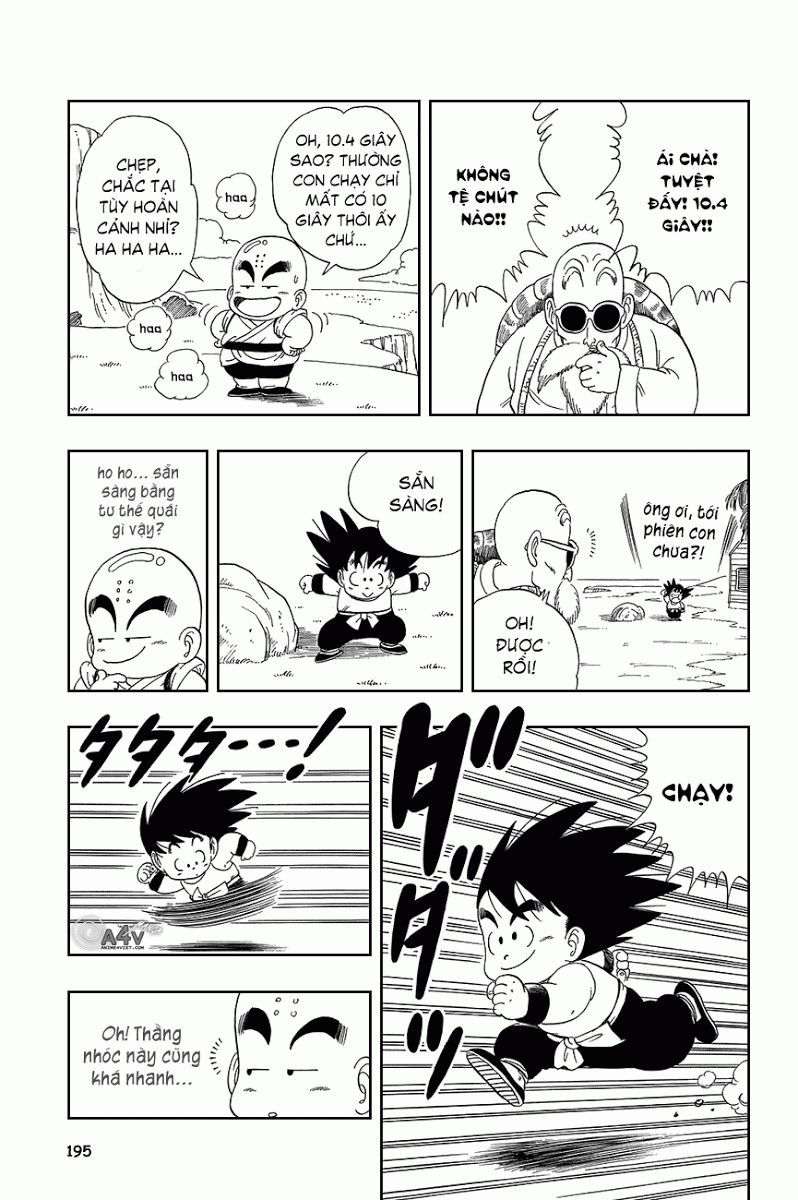 ÁI CHÀ!
TUYỆT
ĐẤY! 10.4
GIÂY!!
KHÔNG
TỆ CHÚT
NÀO!!
OH, 10.4 GIÂY
SAO? THƯỜNG
CON CHẠY CHỈ
MẤT CÓ 10
GIÂY THÔI ẤY
CHỨ...
CHẸP,
CHẮC TẠI
TÙY HOÀN
CẢNH NHỈ?
HA HA HA...
haa
haa
haa
ông ơi, tới
phiên con
chưa?!
OH!
ĐƯỢC
RỒI!
SẴN
SÀNG!
ho ho... sẵn
sàng bằng
tư thế quái
gì vậy?
CHẠY!
ダダダッ
タタタ…!
A4V
ANIME4VIET.COM
Oh! Thằng
nhóc này cũng
khá nhanh...
195